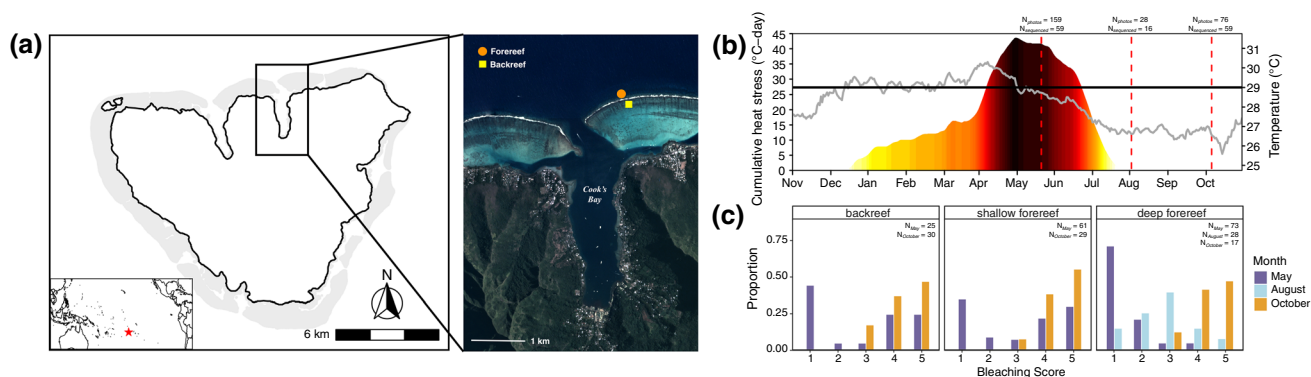 (a)
N
6 km
Forereef
Backreef
Cook's
Bay
1 km
(b)
Nphotos = 159
Nsequenced = 59
Nphotos = 28
Nsequenced = 16
Nphotos = 76
Nsequenced = 59
Cumulative heat stress (°C–day)
45
40
35
30
25
20
15
10
5
0
Nov Dec Jan Feb Mar Apr May Jun Jul Aug Sep Oct
31
30
29
28
27
26
25
Temperature (°C)
(c)
backreef
shallow forereef
deep forereef
NMay = 25
NOctober = 30
NMay = 61
NOctober = 29
NMay = 73
NAugust = 28
NOctober = 17
Proportion
0.75
0.50
0.25
0.00
1 2 3 4 5
1 2 3 4 5
1 2 3 4 5
Bleaching Score
Month
May
August
October